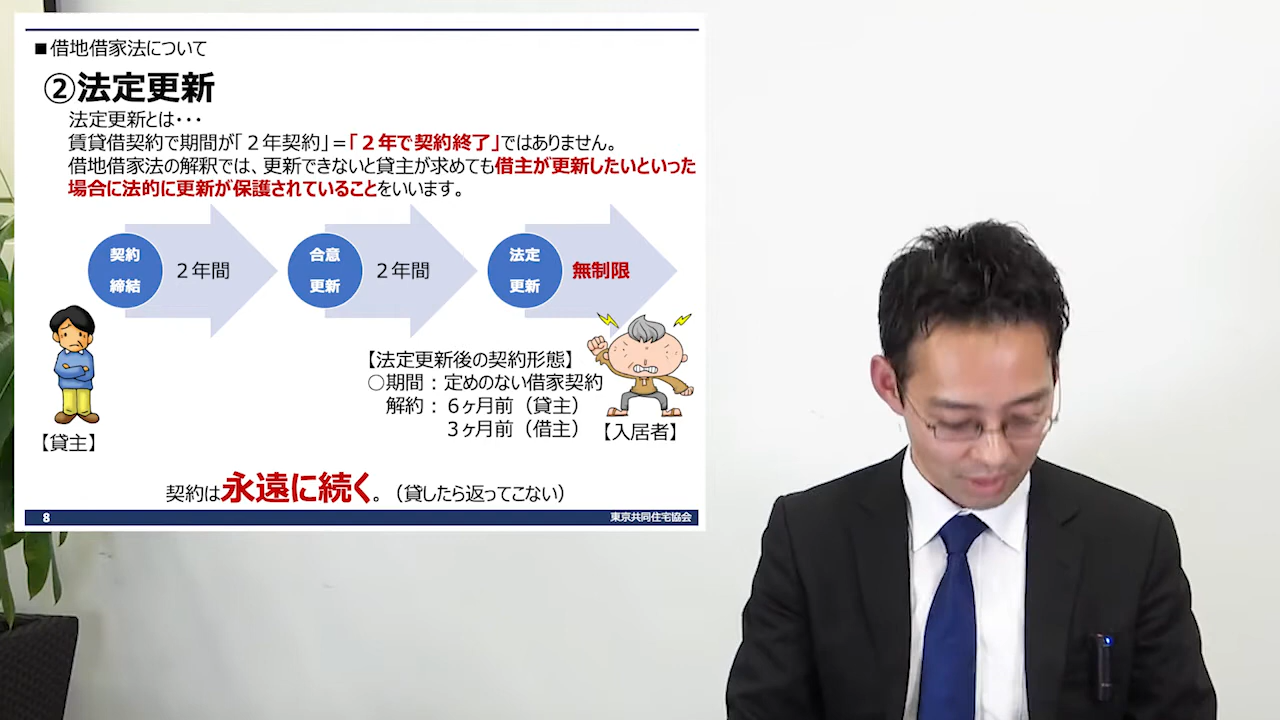 ■借地借家法について
②法定更新
法定更新とは・・・
賃貸借契約で期間が「２年契約」＝「２年で契約終了」ではありません。
借地借家法の解釈では、更新できないと貸主が求めても借主が更新したいといった
場合に法的に更新が保護されていることをいいます。
契約
締結
２年間
合意
更新
２年間
法定
更新
無制限
【法定更新後の契約形態】
○期間：定めのない借家契約
解約：６ヶ月前（貸主）
３ヶ月前（借主）
【貸主】
【入居者】
契約は永遠に続く。（貸したら返ってこない）
8
東京共同住宅協会